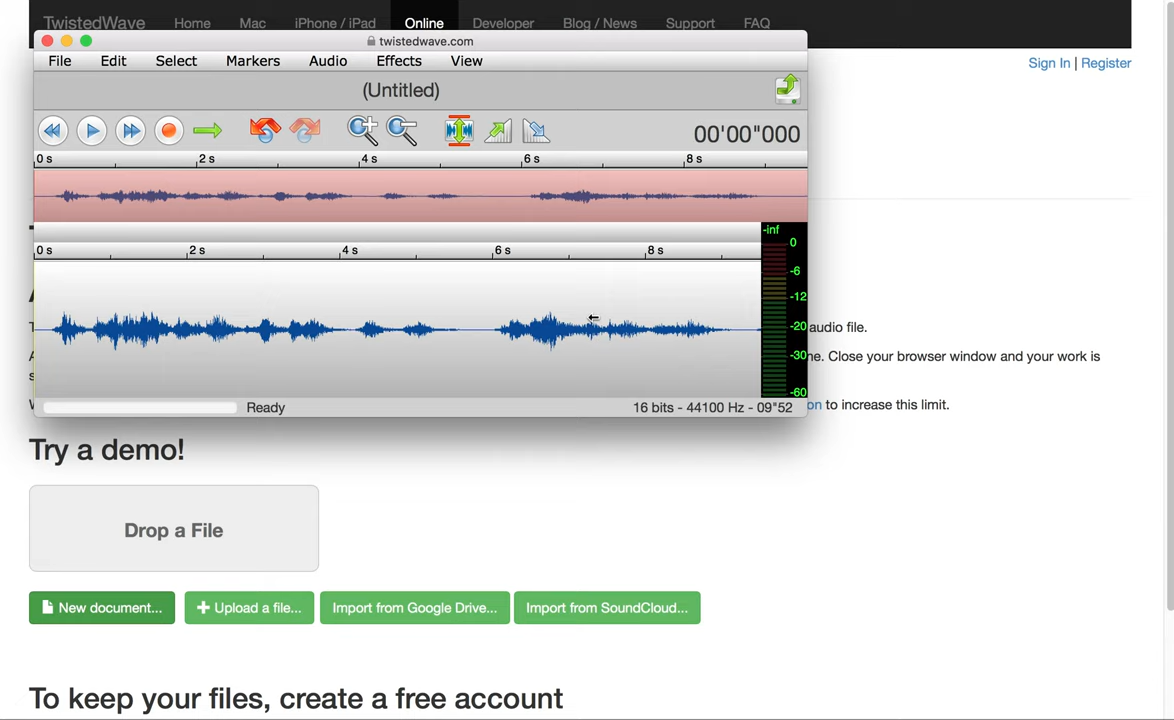 TwistedWave Home Mac iPhone / iPad Online Developer Blog / News Support FAQ
twistedwave.com
File Edit Select Markers Audio Effects View
Sign In | Register
(Untitled)
00'00"000
0 s 2 s 4 s 6 s 8 s
-inf
0 s 2 s 4 s 6 s 8 s
0
-6
-12
-20
-30
-60
audio file.
ne. Close your browser window and your work is
on to increase this limit.
Ready 16 bits - 44100 Hz - 09"52
Try a demo!
Drop a File
New document... Upload a file... Import from Google Drive... Import from SoundCloud...
To keep your files, create a free account